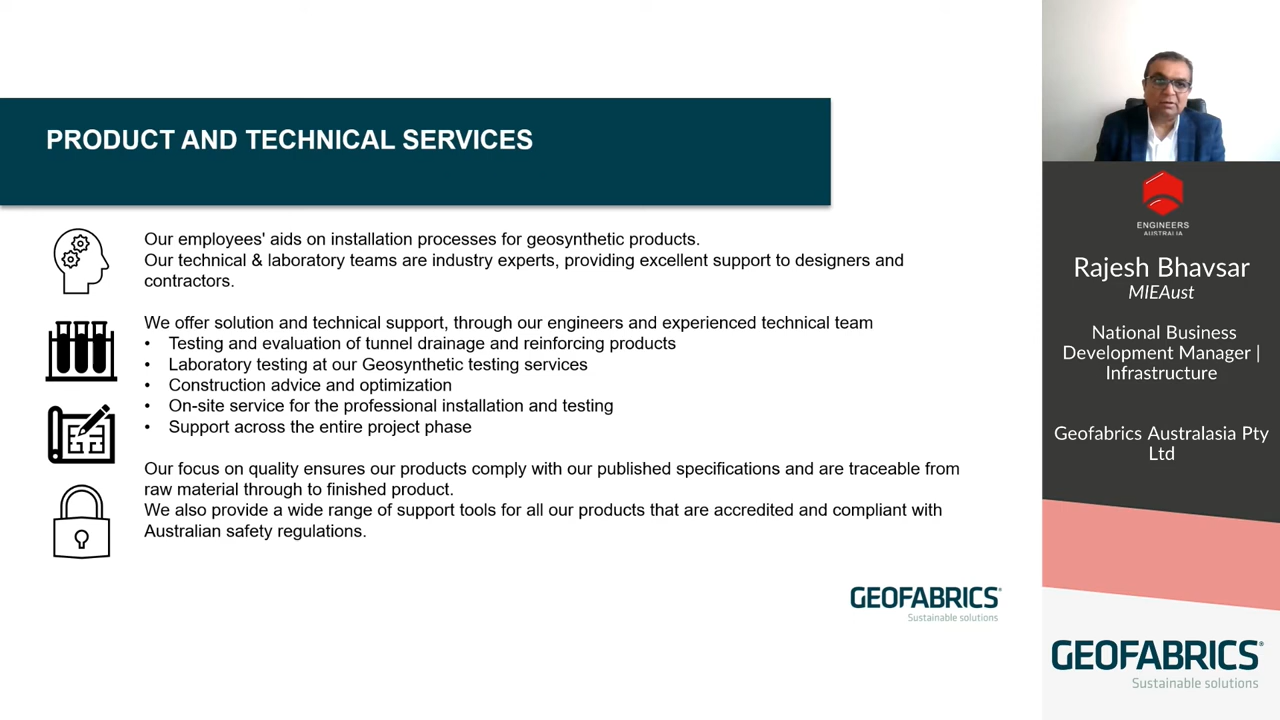 PRODUCT AND TECHNICAL SERVICES
Our employees' aids on installation processes for geosynthetic products.
Our technical & laboratory teams are industry experts, providing excellent support to designers and
contractors.
We offer solution and technical support, through our engineers and experienced technical team
• Testing and evaluation of tunnel drainage and reinforcing products
• Laboratory testing at our Geosynthetic testing services
• Construction advice and optimization
• On-site service for the professional installation and testing
• Support across the entire project phase
Our focus on quality ensures our products comply with our published specifications and are traceable from
raw material through to finished product.
We also provide a wide range of support tools for all our products that are accredited and compliant with
Australian safety regulations.
GEOFABRICS®
Sustainable solutions
ENGINEERS
AUSTRALIA
Rajesh Bhavsar
MIEAust
National Business
Development Manager |
Infrastructure
Geofabrics Australasia Pty
Ltd
GEOFABRICS®
Sustainable solutions